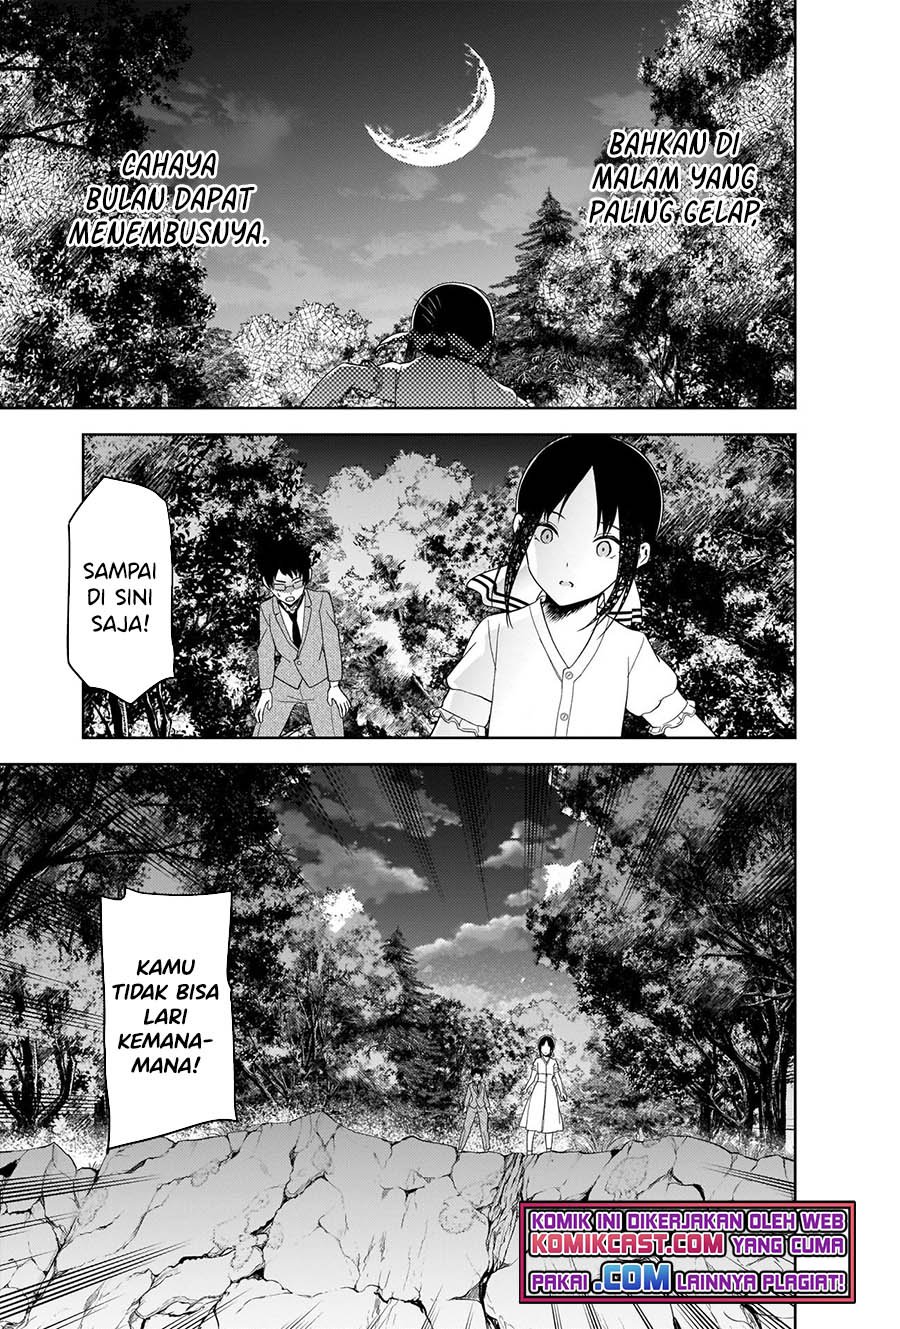 BAHKAN DI
MALAM YANG
PALING GELAP,
CAHAYA
BULAN DAPAT
MENEMBUSNYA.
SAMPAI
DI SINI
SAJA!
KAMU
TIDAK BISA
LARI
KEMANA-
MANA!
KOMIK INI DIKERJAKAN OLEH WEB
KOMIKCAST.COM YANG CUMA
PAKAI .COM LAINNYA PLAGIAT!